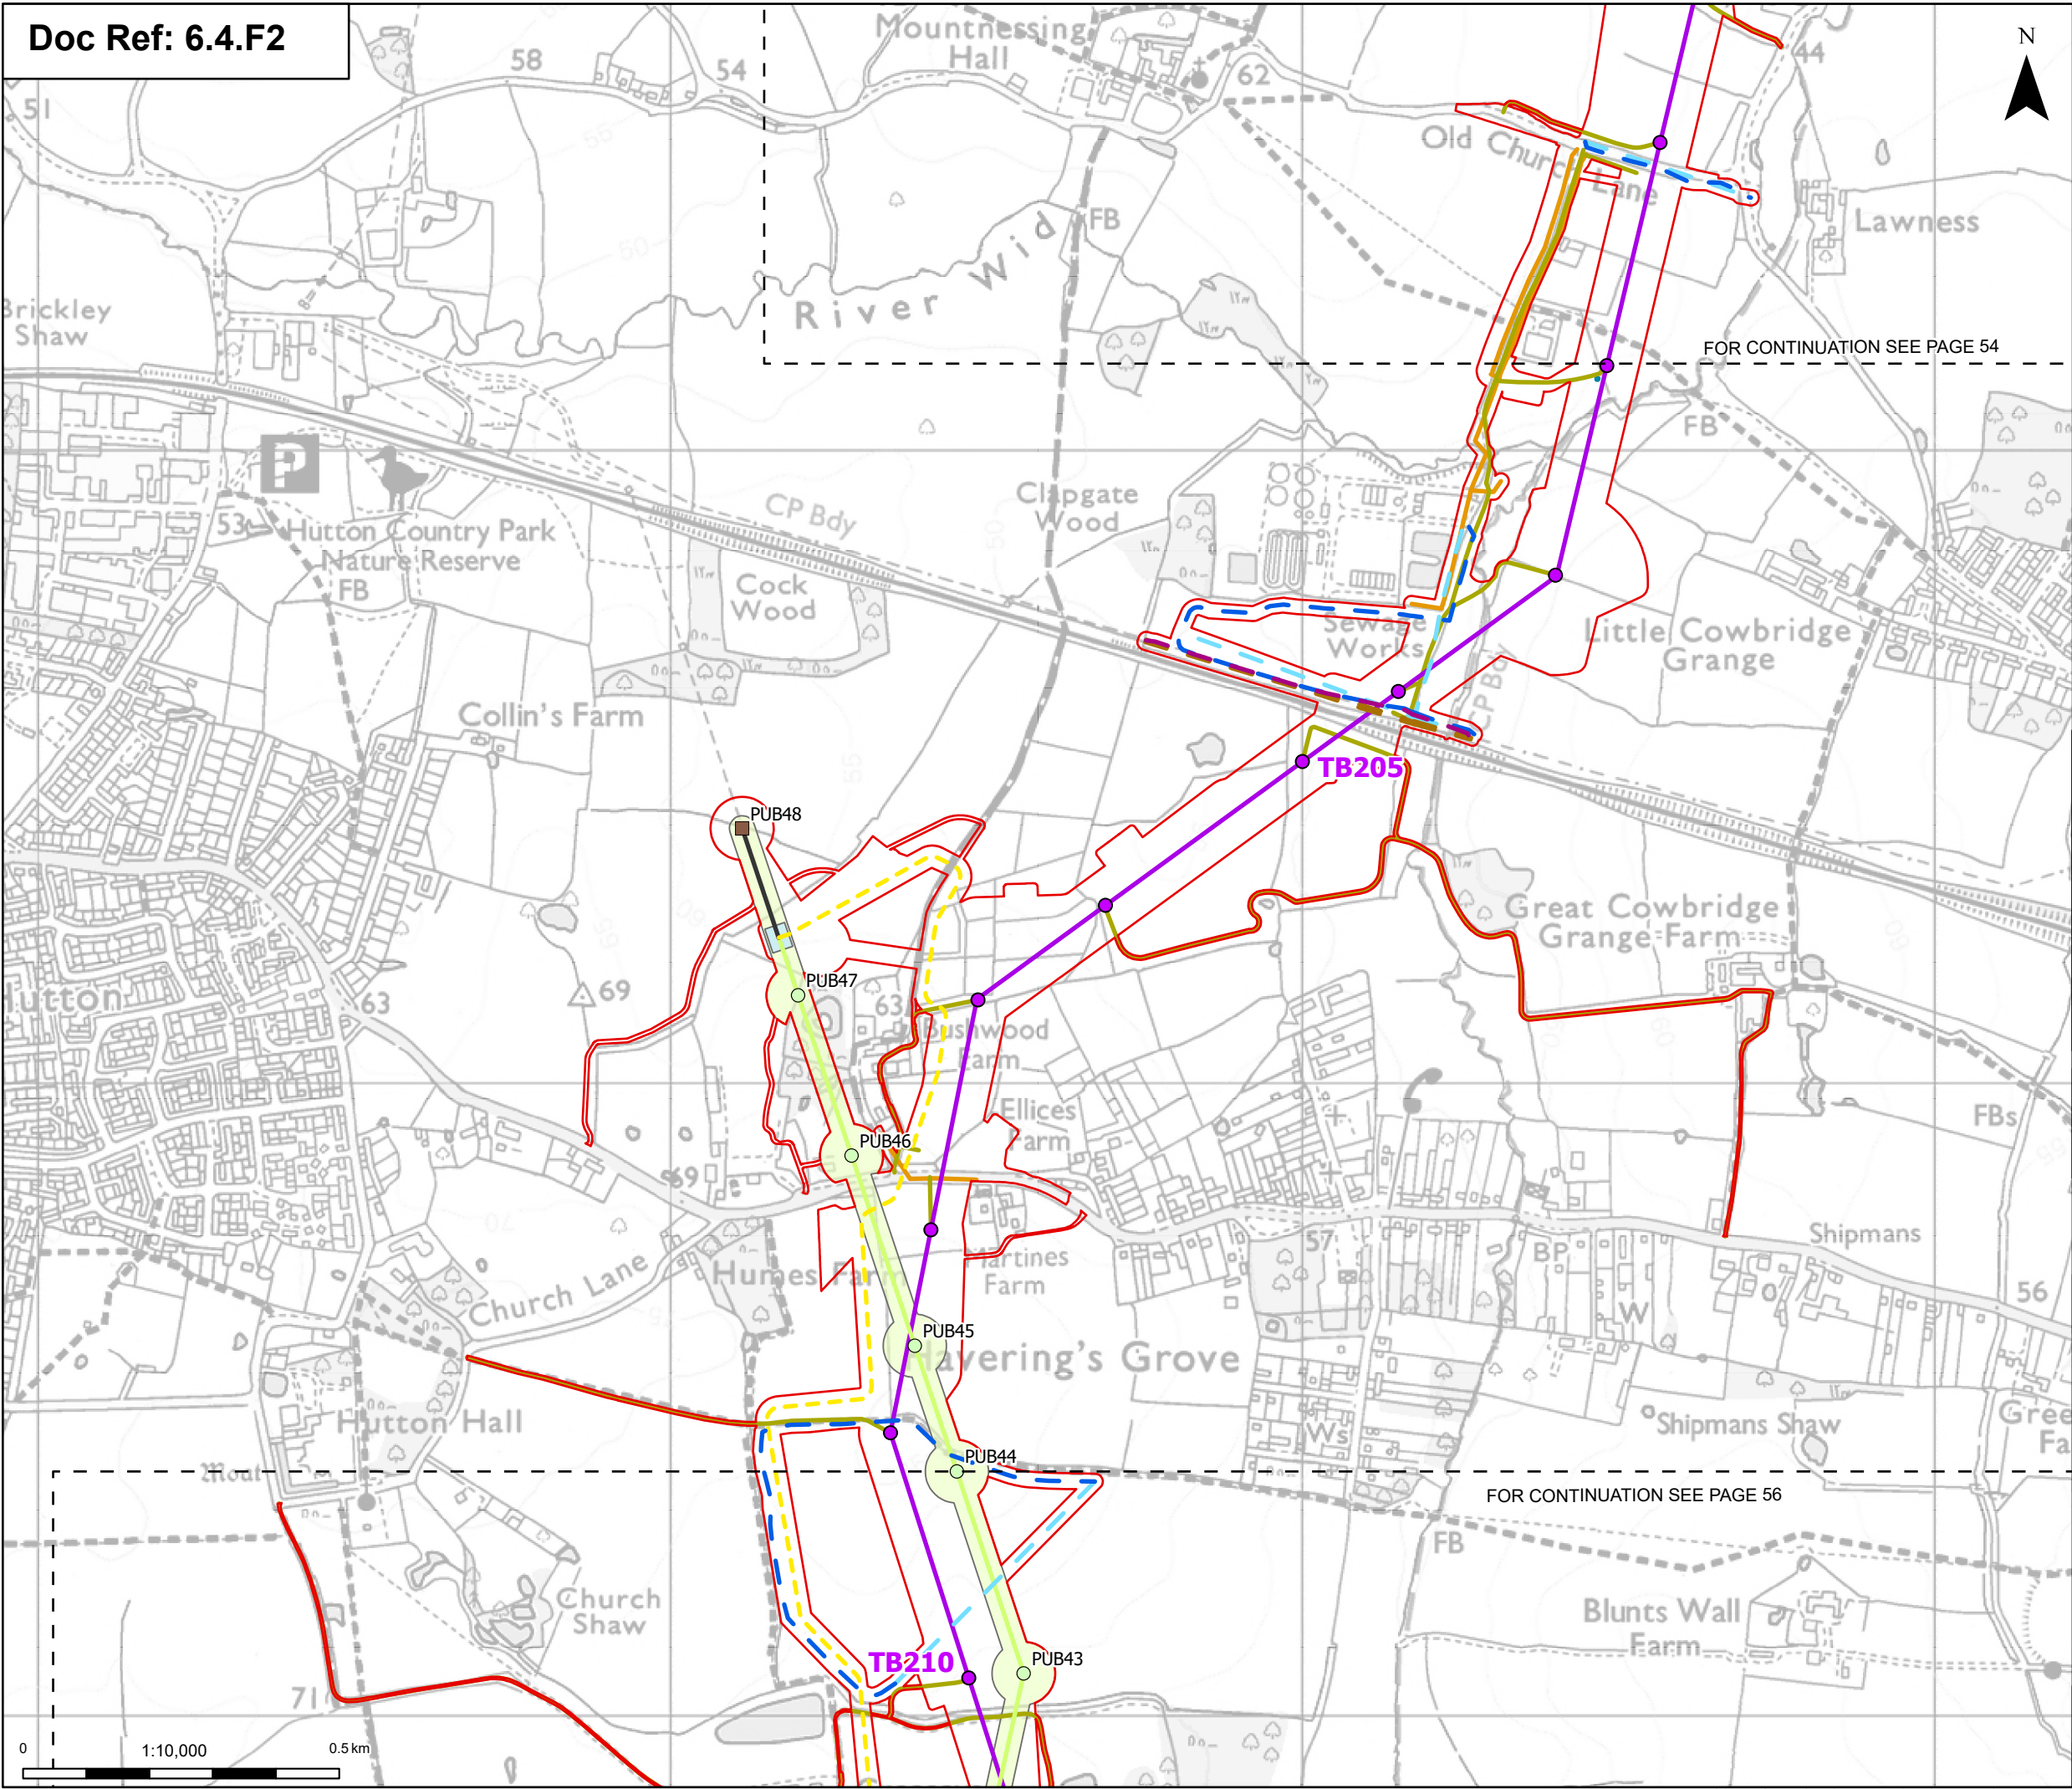 Doc Ref: 6.4.F2
Mountnessing
Hall
N
58
54
62
44
51
Old Church Lane
FB
Lawness
River Wid
Brickley
Shaw
FOR CONTINUATION SEE PAGE 54
FB
P
53
Hutton Country Park
Nature Reserve
FB
CP Bdy
Clapgate
Wood
Cock
Wood
Sewage
Works
CP Bdy
Little Cowbridge
Grange
Collin's Farm
TB205
PUB48
Great Cowbridge
Grange Farm
Hutton
63
69
PUB47
63
Bushwood
Farm
Ellices
Farm
FBs
PUB46
69
Shipmans
Martines
Farm
57
BP
Humes Farm
Church Lane
56
W
PUB45
Havering's Grove
Hutton Hall
Ws
Shipmans Shaw
Gree
Fa
Moat
PUB44
FOR CONTINUATION SEE PAGE 56
FB
Church
Shaw
Blunts Wall
Farm
TB210
PUB43
71
0
1:10,000
0.5 km